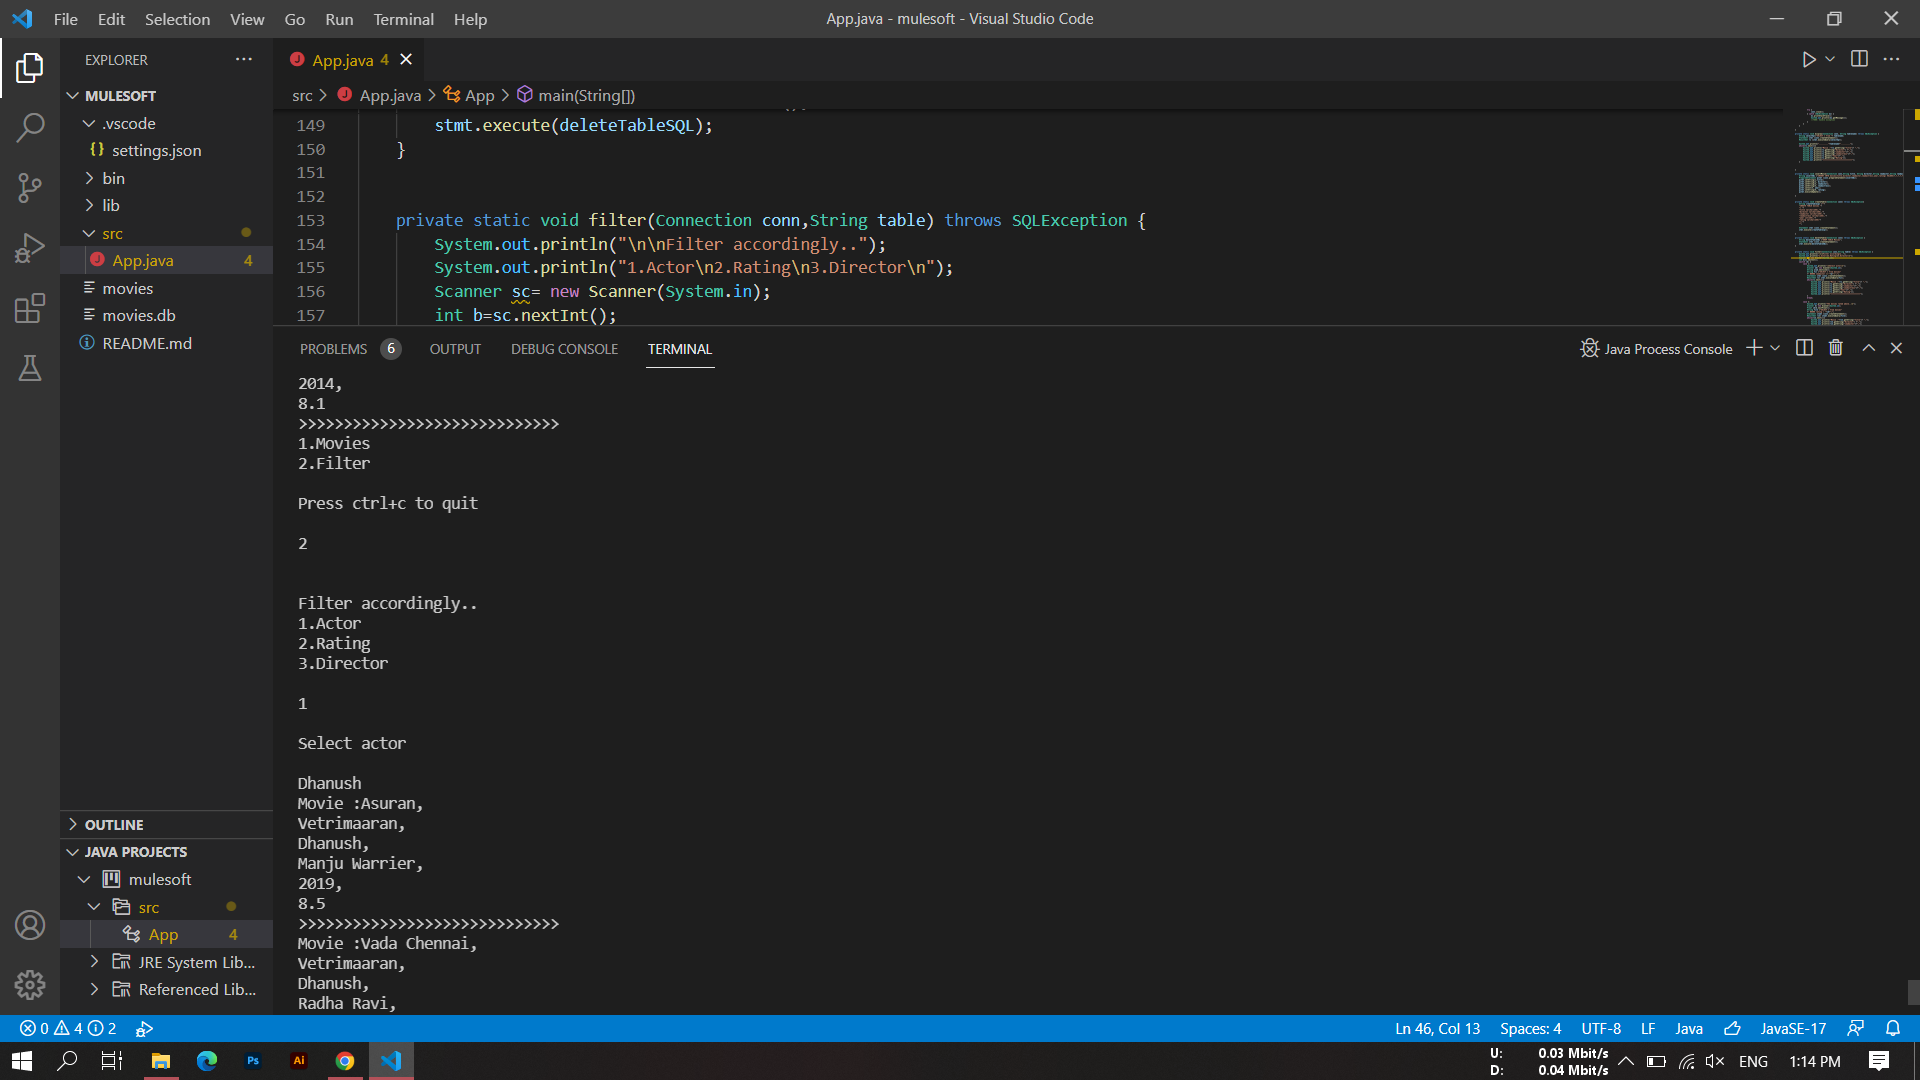 File Edit Selection View Go Run Terminal Help
App.java - mulesoft - Visual Studio Code
EXPLORER
MULESOFT
.vscode
{} settings.json
bin
lib
src
App.java 4
movies
movies.db
README.md
OUTLINE
JAVA PROJECTS
mulesoft
src
App 4
JRE System Lib...
Referenced Lib...
App.java 4
src > App.java > App > main(String[])
149 stmt.execute(deleteTableSQL);
150 }
151
152
153 private static void filter(Connection conn,String table) throws SQLException {
154 System.out.println("\n\nFilter accordingly..");
155 System.out.println("1.Actor\n2.Rating\n3.Director\n");
156 Scanner sc= new Scanner(System.in);
157 int b=sc.nextInt();
PROBLEMS 6 OUTPUT DEBUG CONSOLE TERMINAL
Java Process Console
2014,
8.1
>>>>>>>>>>>>>>>>>>>>>>>>>>>>>
1.Movies
2.Filter
Press ctrl+c to quit
2
Filter accordingly..
1.Actor
2.Rating
3.Director
1
Select actor
Dhanush
Movie :Asuran,
Vetrimaaran,
Dhanush,
Manju Warrier,
2019,
8.5
>>>>>>>>>>>>>>>>>>>>>>>>>>>>>
Movie :Vada Chennai,
Vetrimaaran,
Dhanush,
Radha Ravi,
0 4 2
Ln 46, Col 13 Spaces: 4 UTF-8 LF Java JavaSE-17
Ps Ai
U: 0.03 Mbit/s
D: 0.04 Mbit/s
ENG 1:14 PM